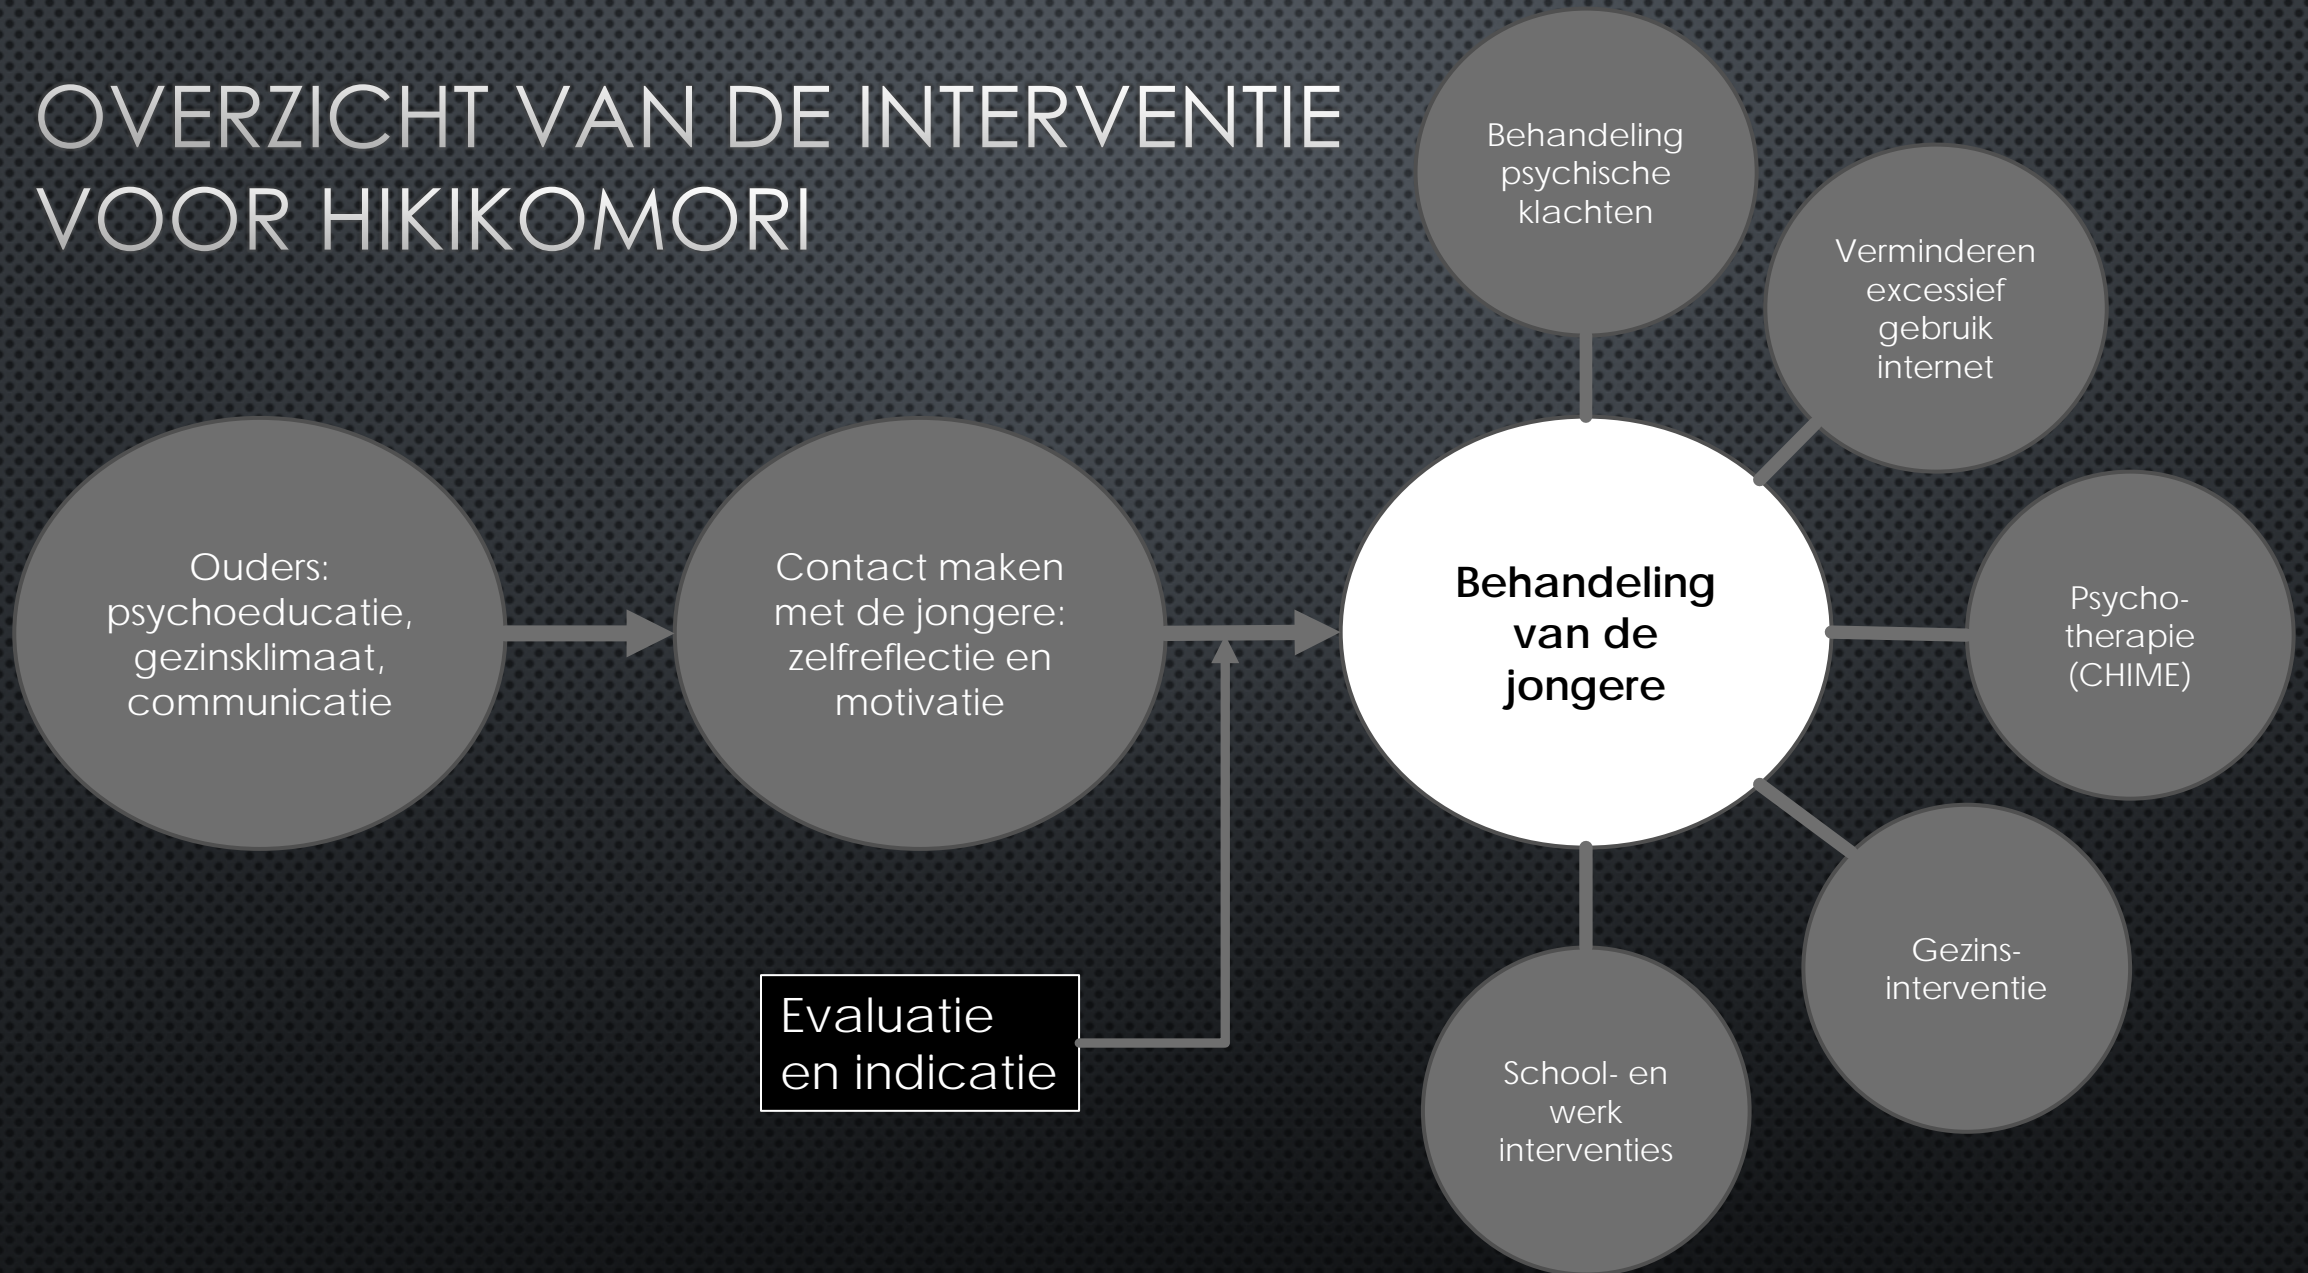 OVERZICHT VAN DE INTERVENTIE
VOOR HIKIKOMORI
Ouders:
psychoeducatie,
gezinsklimaat,
communicatie
Contact maken
met de jongere:
zelfreflectie en
motivatie
Evaluatie
en indicatie
Behandeling
van de
jongere
Behandeling
psychische
klachten
Verminderen
excessief
gebruik
internet
Psycho-
therapie
(CHIME)
Gezins-
interventie
School- en
werk
interventies